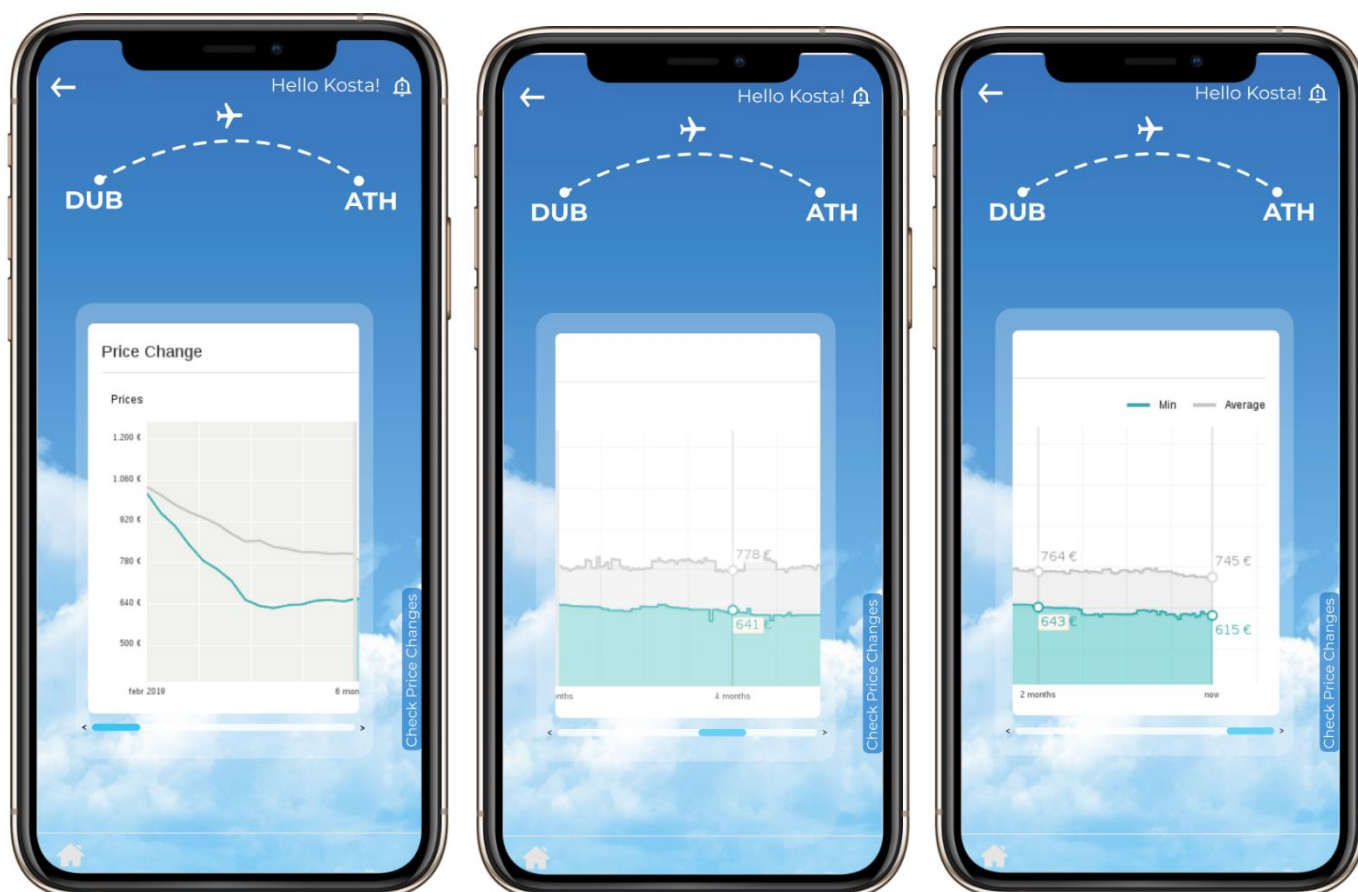 Hello Kosta!
DUB
ATH
Price Change
Prices
1.200 €
1.060 €
920 €
780 €
640 €
500 €
febr 2019
6 mon
<
>
Check Price Changes
Hello Kosta!
DUB
ATH
778 €
641 €
nths
4 months
<
>
Check Price Changes
Hello Kosta!
DUB
ATH
Min
Average
764 €
745 €
643 €
615 €
2 months
now
<
>
Check Price Changes